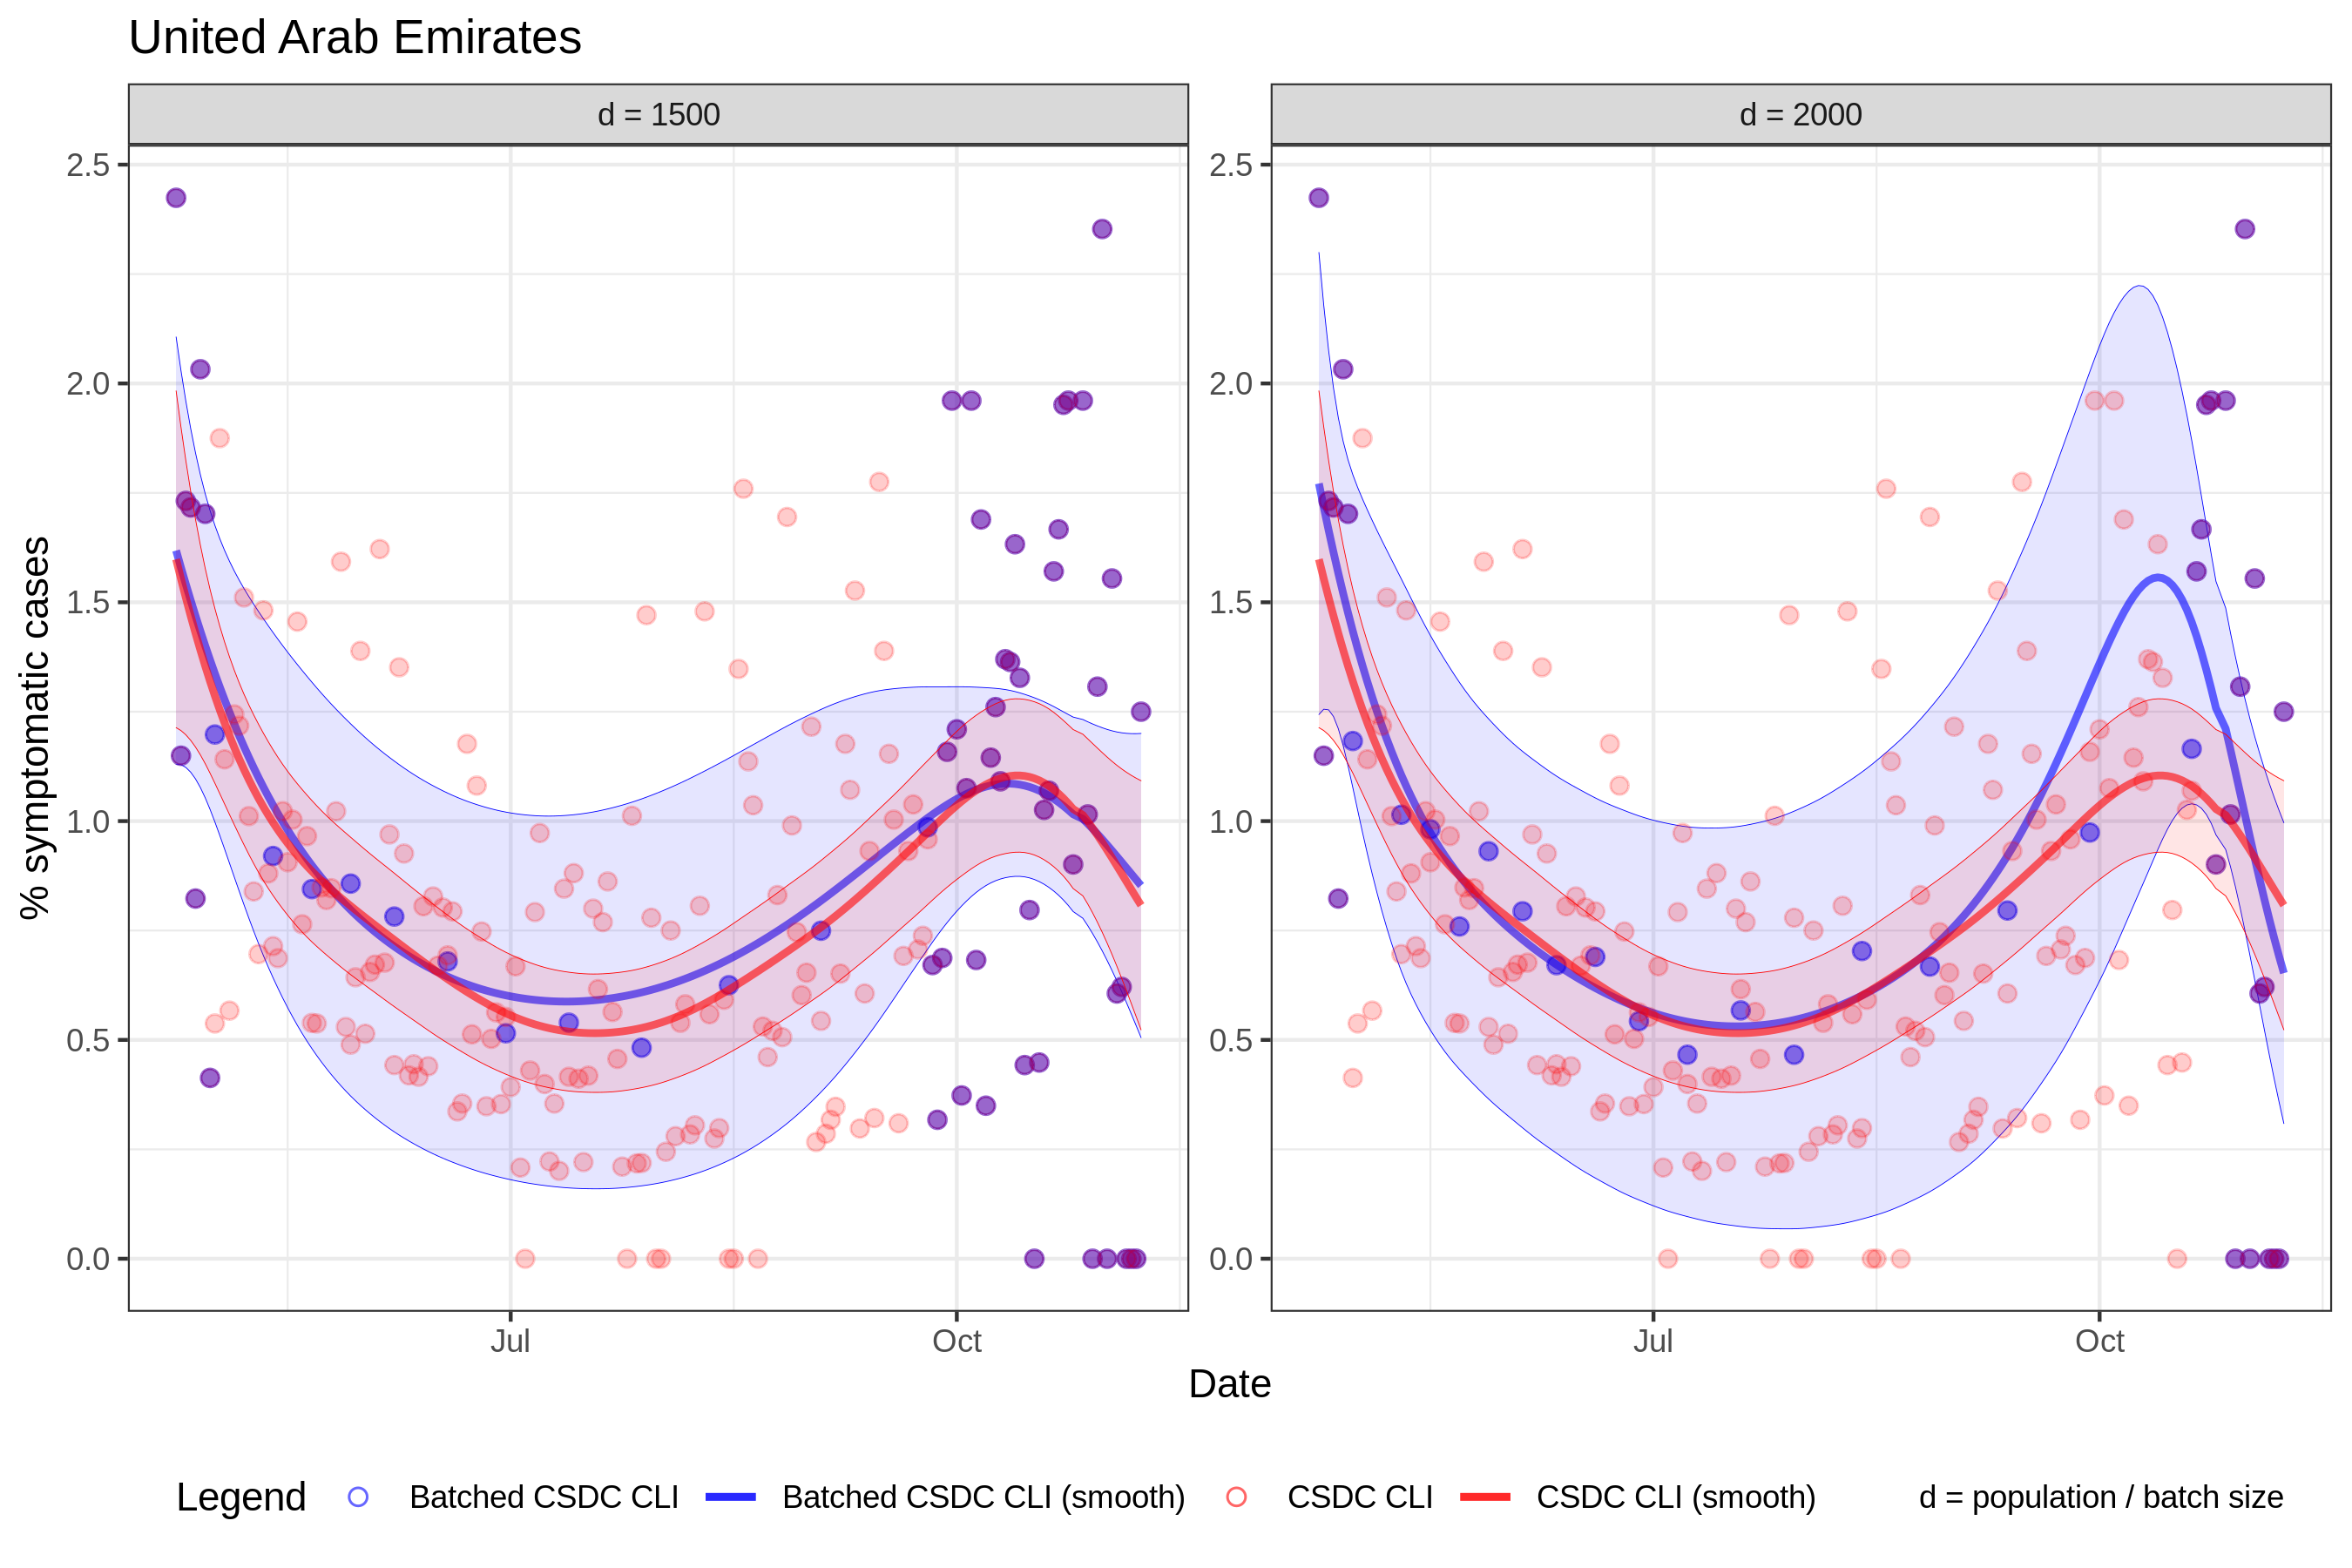 United Arab Emirates
d = 1500
d = 2000
% symptomatic cases
2.5
2.0
1.5
1.0
0.5
0.0
2.5
2.0
1.5
1.0
0.5
0.0
Jul
Oct
Jul
Oct
Date
Legend
Batched CSDC CLI
Batched CSDC CLI (smooth)
CSDC CLI
CSDC CLI (smooth)
d = population / batch size